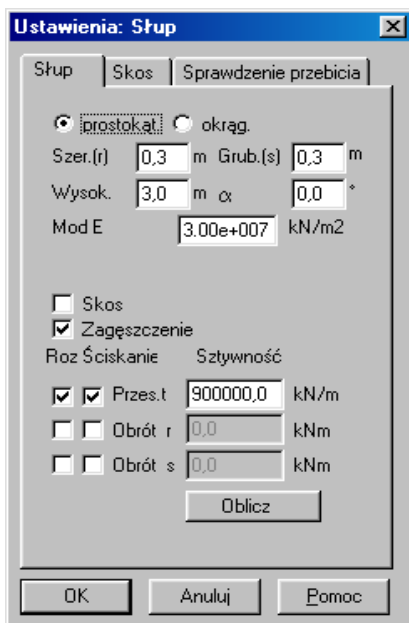 Ustawienia: Słup
Słup Skos Sprawdzenie przebicia
prostokąt. okrąg.
Szer.(r) 0,3 m Grub.(s) 0,3 m
Wysok. 3,0 m α 0,0 °
Mod E 3.00e+007 kN/m2
Skos
Zagęszczenie
Roz Ściskanie Sztywność
Przes.t 900000,0 kN/m
Obrót r 0,0 kNm
Obrót s 0,0 kNm
Oblicz
OK Anuluj Pomoc